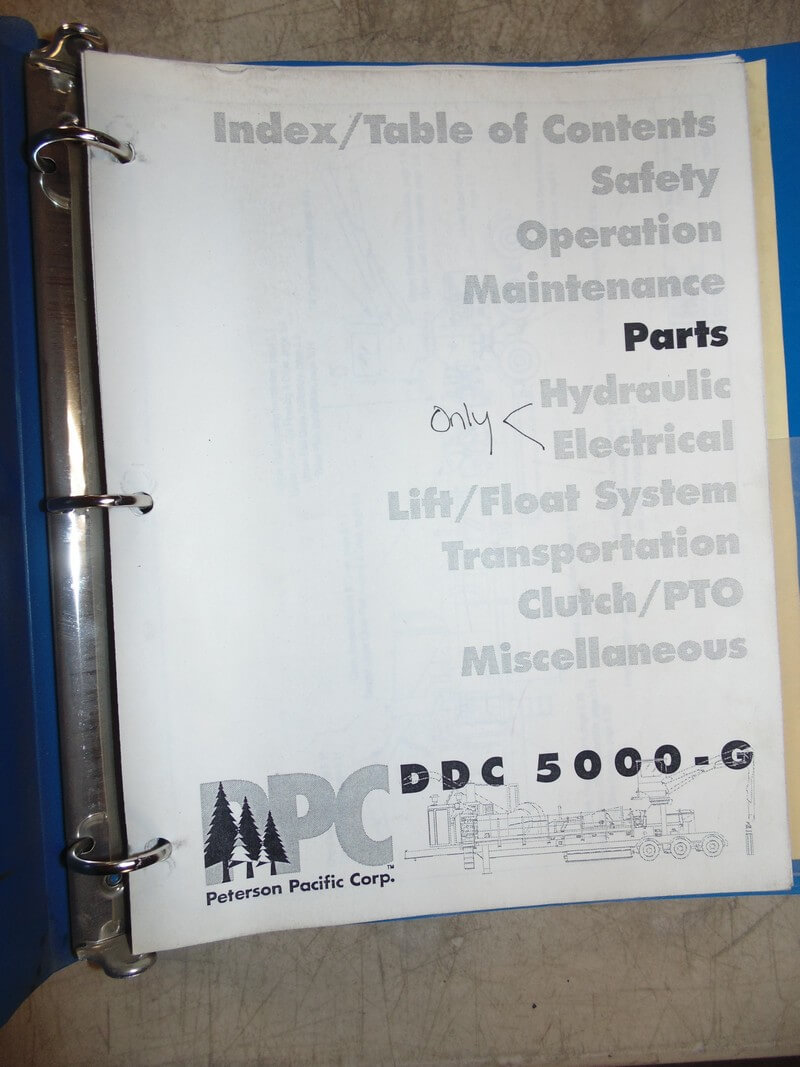 Index/Table of Contents
Safety
Operation
Maintenance
Parts
Hydraulic
Only <
Electrical
Lift/Float System
Transportation
Clutch/PTO
Miscellaneous
DDC 5000-G
PPC ™
Peterson Pacific Corp.